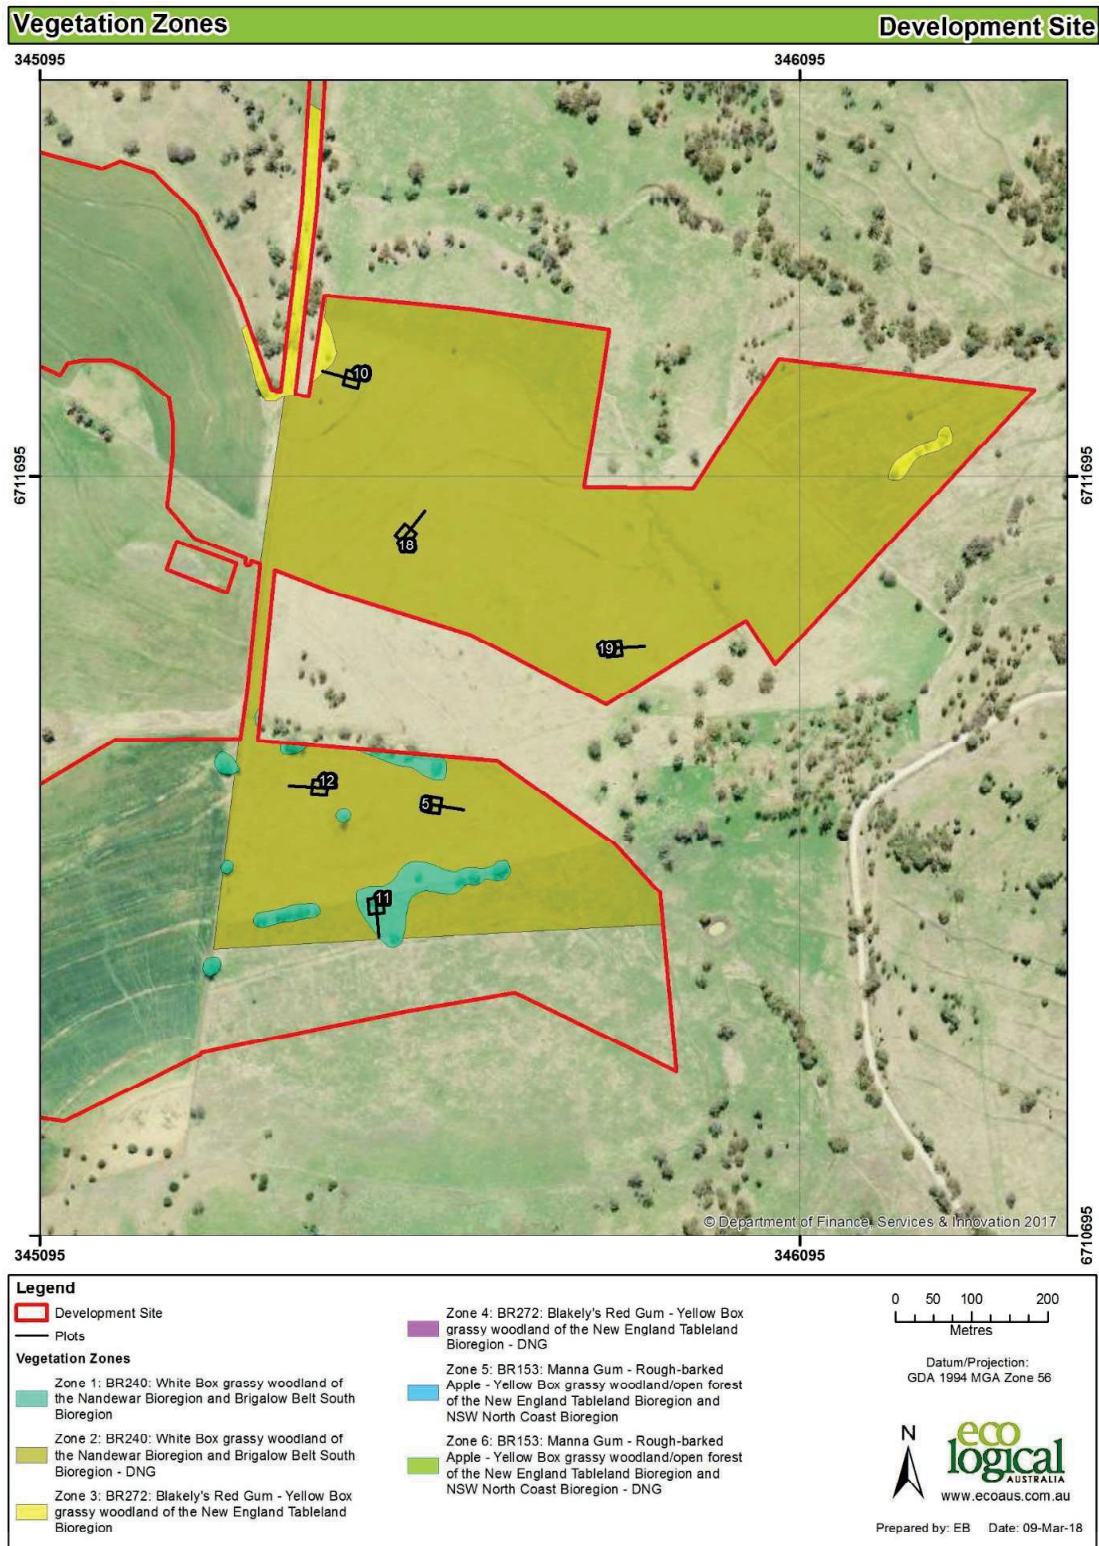 Vegetation Zones
Development Site
345095
346095
10
6711695
6711695
18
19
12
5
11
© Department of Finance, Services & Innovation 2017
345095
346095
6710695
Legend
Development Site
Plots
Vegetation Zones
Zone 1: BR240: White Box grassy woodland of
the Nandewar Bioregion and Brigalow Belt South
Bioregion
Zone 2: BR240: White Box grassy woodland of
the Nandewar Bioregion and Brigalow Belt South
Bioregion - DNG
Zone 3: BR272: Blakely's Red Gum - Yellow Box
grassy woodland of the New England Tableland
Bioregion
Zone 4: BR272: Blakely's Red Gum - Yellow Box
grassy woodland of the New England Tableland
Bioregion - DNG
Zone 5: BR153: Manna Gum - Rough-barked
Apple - Yellow Box grassy woodland/open forest
of the New England Tableland Bioregion and
NSW North Coast Bioregion
Zone 6: BR153: Manna Gum - Rough-barked
Apple - Yellow Box grassy woodland/open forest
of the New England Tableland Bioregion and
NSW North Coast Bioregion - DNG
0 50 100 200
Metres
Datum/Projection:
GDA 1994 MGA Zone 56
N
eco
logical
AUSTRALIA
www.ecoaus.com.au
Prepared by: EB Date: 09-Mar-18